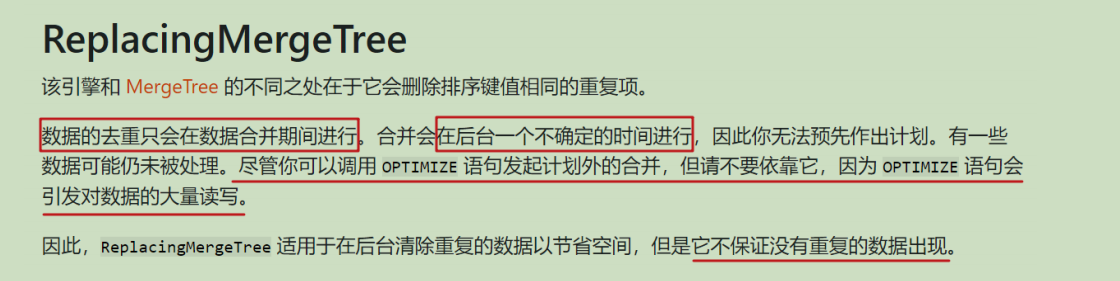 ReplacingMergeTree
该引擎和 MergeTree 的不同之处在于它会删除排序键值相同的重复项。
数据的去重只会在数据合并期间进行。合并会在后台一个不确定的时间进行，因此你无法预先作出计划。有一些
数据可能仍未被处理。尽管你可以调用 OPTIMIZE 语句发起计划外的合并，但请不要依靠它，因为 OPTIMIZE 语句会
引发对数据的大量读写。
因此，ReplacingMergeTree 适用于在后台清除重复的数据以节省空间，但是它不保证没有重复的数据出现。